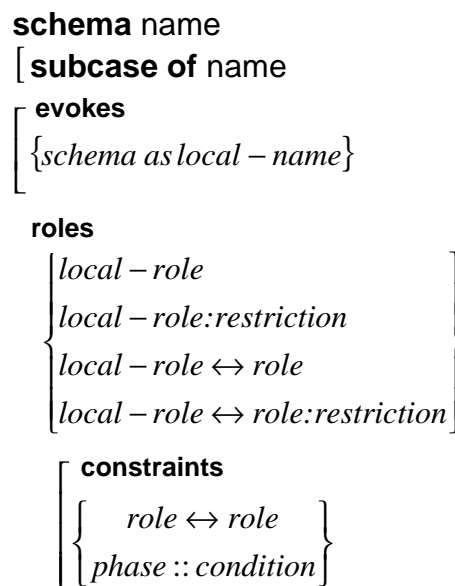 schema name
[ subcase of name
evokes
{schema as local – name}
roles
local – role
local – role:restriction
local – role ↔ role
local – role ↔ role:restriction
constraints
role ↔ role
phase :: condition